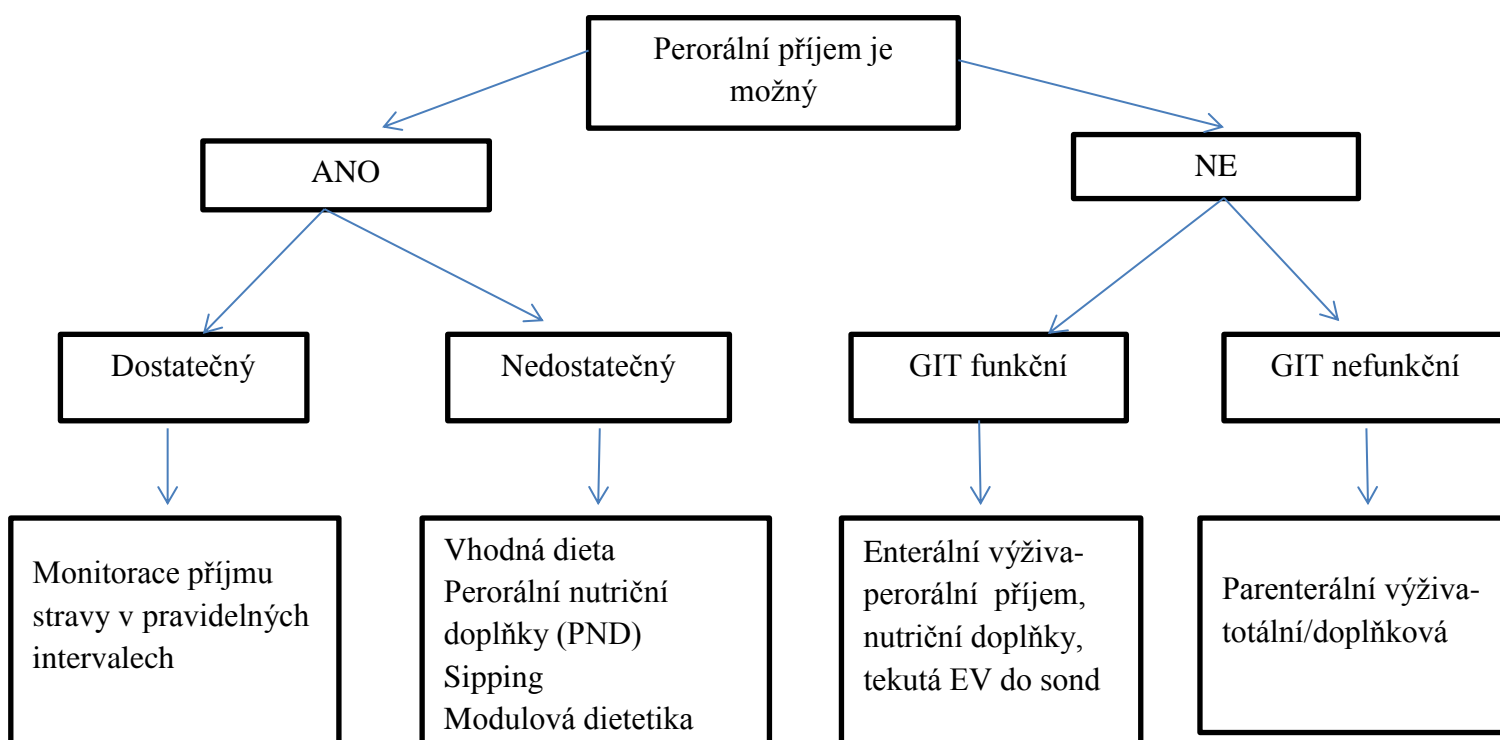 Perorální příjem je
možný
ANO
NE
Dostatečný
Nedostatečný
GIT funkční
GIT nefunkční
Monitorace příjmu
stravy v pravidelných
intervalech
Vhodná dieta
Perorální nutriční
doplňky (PND)
Sipping
Modulová dietetika
Enterální výživa-
perorální  příjem,
nutriční doplňky,
tekutá EV do sond
Parenterální výživa-
totální/doplňková